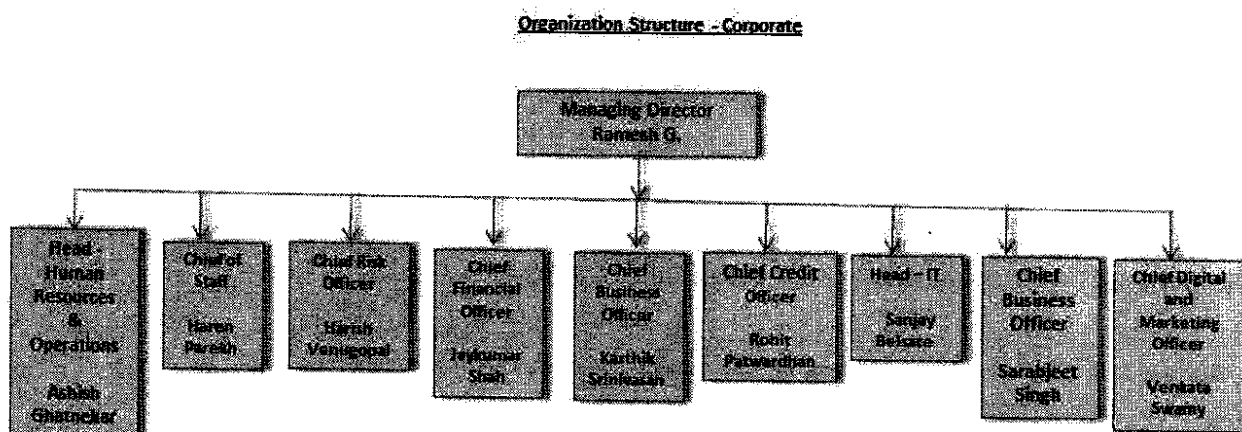 Organization Structure - Corporate
Managing Director
Ramesh G.
Head -
Human
Resources
&
Operations
Ashish
Ghatnekar
Chief of
Staff
Haren
Parekh
Chief Risk
Officer
Harish
Venugopal
Chief
Financial
Officer
Jaykumar
Shah
Chief
Business
Officer
Karthik
Srinivasan
Chief Credit
Officer
Rohit
Patwardhan
Head - IT
Sanjay
Belsare
Chief
Business
Officer
Sarabjeet
Singh
Chief Digital
and
Marketing
Officer
Venkata
Swamy